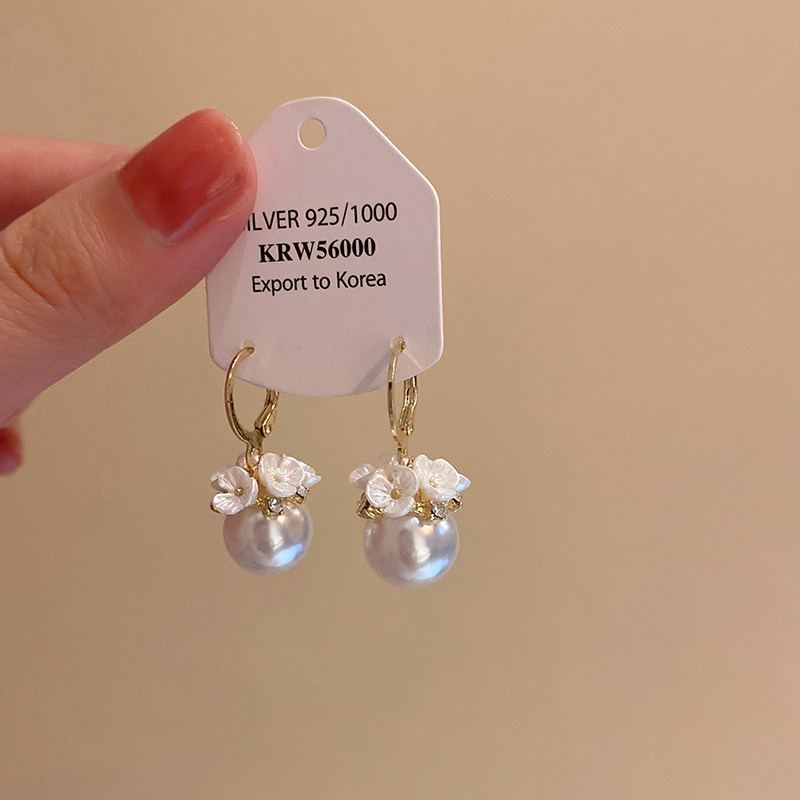 ILVER 925/1000
KRW56000
Export to Korea